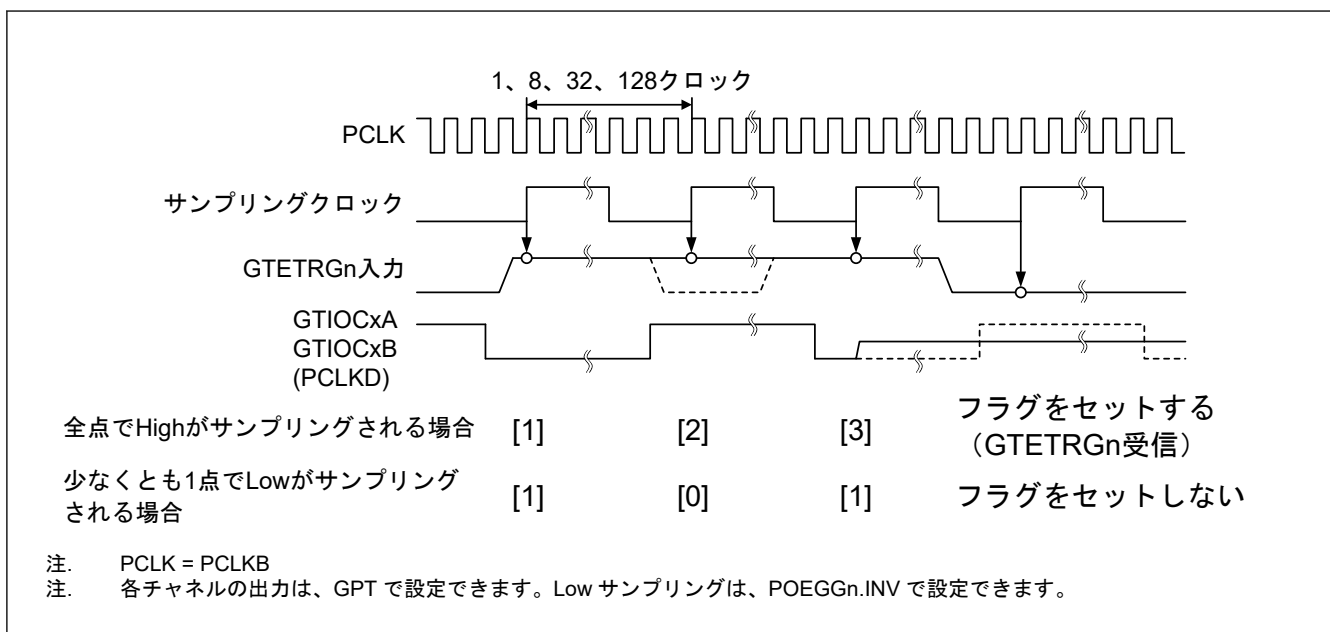 1、8、32、128クロック
PCLK
サンプリングクロック
GTETRGn入力
GTIOCxA
GTIOCxB
(PCLKD)
全点でHighがサンプリングされる場合 [1] [2] [3] フラグをセットする
（GTETRGn受信）
少なくとも1点でLowがサンプリング
される場合 [1] [0] [1] フラグをセットしない
注. PCLK = PCLKB
注. 各チャネルの出力は、GPT で設定できます。Low サンプリングは、POEGGn.INV で設定できます。